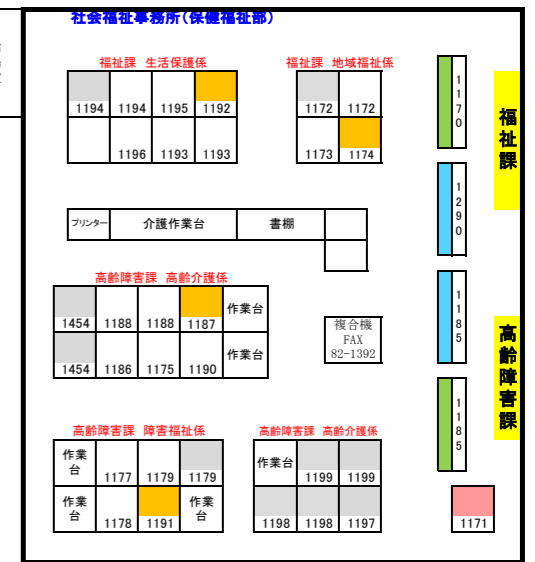 社会福祉事務所（保健福祉部）
福祉課 生活保護係
1194 1194 1195 1192
1196 1193 1193
福祉課 地域福祉係
1172 1172
1173 1174
1170
福祉課
1290
プリンター 介護作業台 書棚
高齢障害課 高齢介護係
1454 1188 1188 1187 作業台
1454 1186 1175 1190 作業台
複合機
FAX
82-1392
1185
高齢障害課
1185
高齢障害課 障害福祉係
作業
台
1177 1179 1179
作業
台
1178 1191
作業
台
高齢障害課 高齢介護係
作業台 1199 1199
1198 1198 1197
1171